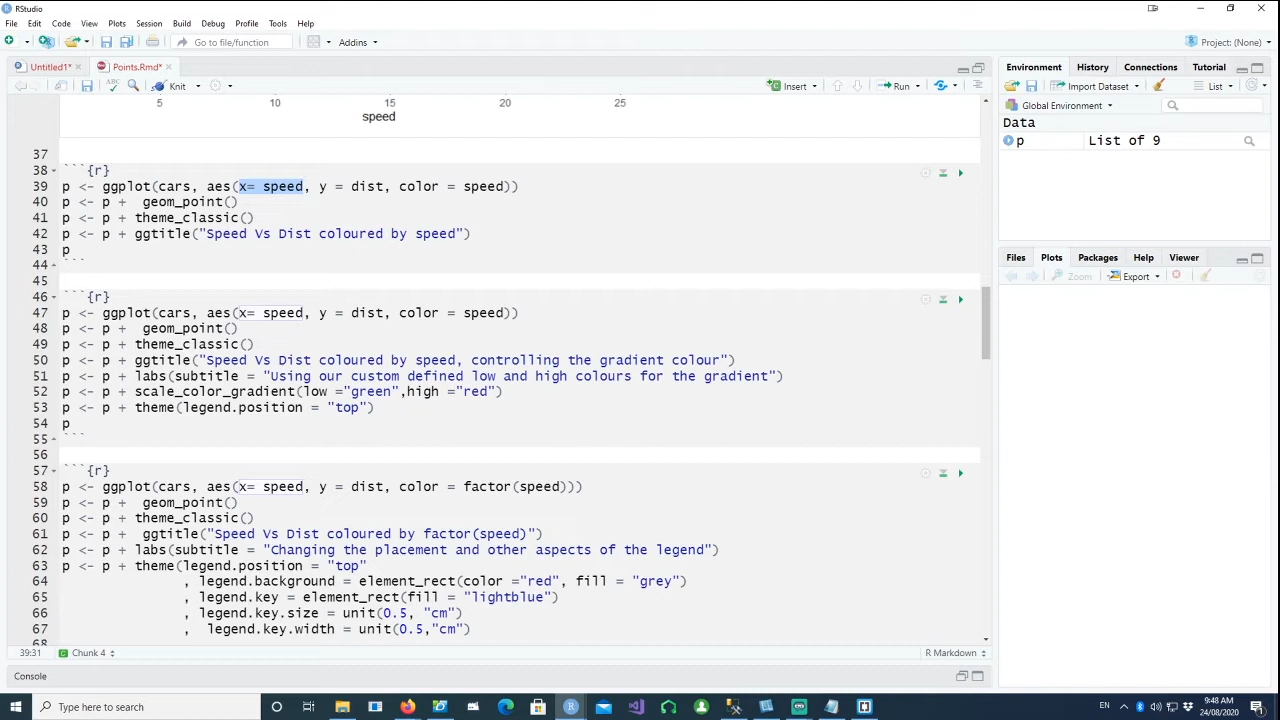 RStudio
File Edit Code View Plots Session Build Debug Profile Tools Help
Go to file/function Addins Project: (None)
Untitled1* Points.Rmd*
Knit Insert Run
5 10 15 20 25
speed
37
38 ```{r}
39 p <- ggplot(cars, aes(x= speed, y = dist, color = speed))
40 p <- p + geom_point()
41 p <- p + theme_classic()
42 p <- p + ggtitle("Speed Vs Dist coloured by speed")
43 p
44 ```
45
46 ```{r}
47 p <- ggplot(cars, aes(x= speed, y = dist, color = speed))
48 p <- p + geom_point()
49 p <- p + theme_classic()
50 p <- p + ggtitle("Speed Vs Dist coloured by speed, controlling the gradient colour")
51 p <- p + labs(subtitle = "Using our custom defined low and high colours for the gradient")
52 p <- p + scale_color_gradient(low ="green",high ="red")
53 p <- p + theme(legend.position = "top")
54 p
55 ```
56
57 ```{r}
58 p <- ggplot(cars, aes(x= speed, y = dist, color = factor(speed)))
59 p <- p + geom_point()
60 p <- p + theme_classic()
61 p <- p + ggtitle("Speed Vs Dist coloured by factor(speed)")
62 p <- p + labs(subtitle = "Changing the placement and other aspects of the legend")
63 p <- p + theme(legend.position = "top"
64 , legend.background = element_rect(color ="red", fill = "grey")
65 , legend.key = element_rect(fill = "lightblue")
66 , legend.key.size = unit(0.5, "cm")
67 , legend.key.width = unit(0.5,"cm")
68
39:31 Chunk 4 R Markdown
Console
Environment History Connections Tutorial
Import Dataset List
Global Environment
Data
p List of 9
Files Plots Packages Help Viewer
Zoom Export
Type here to search
EN 9:48 AM
24/08/2020